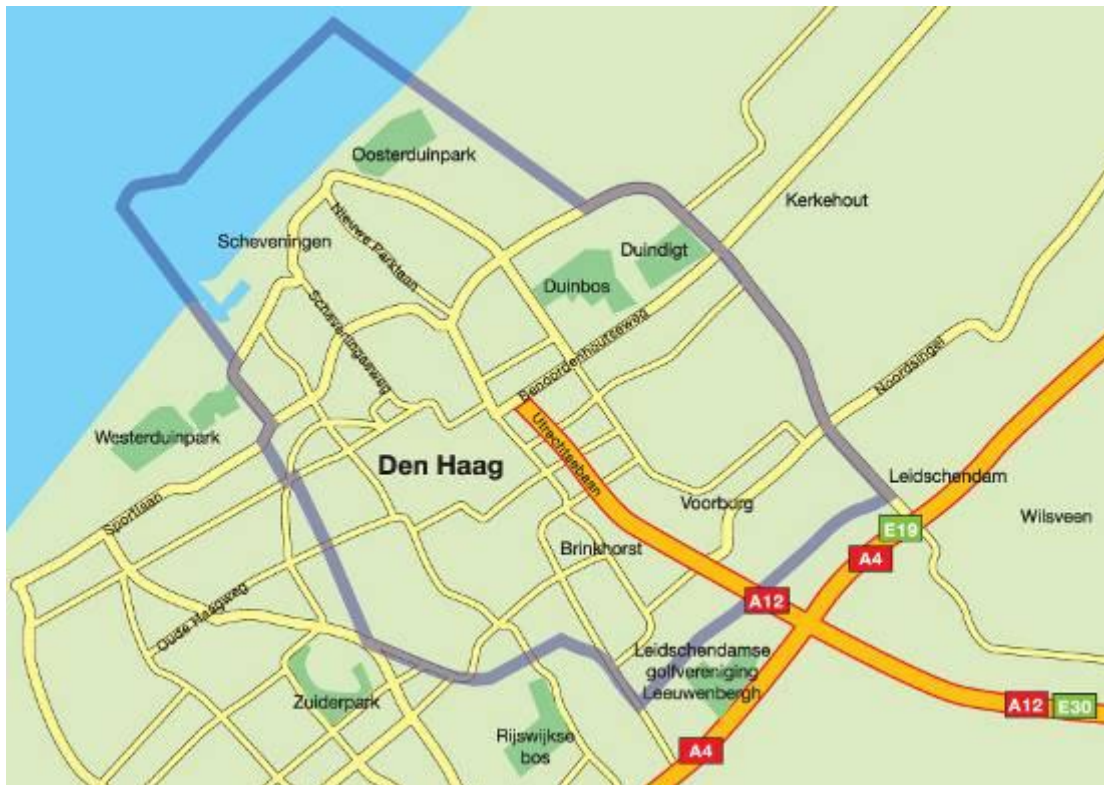 Oosterduinpark
Kerkehout
Nieuwe Parklaan
Scheveningen
Duindigt
Duinbos
Scheveningseweg
Benoordenhoutseweg
Noordsingel
Utrechtsebaan
Westerduinpark
Den Haag
Leidschendam
Sportlaan
Voorburg
Wilsveen
E19
Brinkhorst
A4
A12
Oude Haagweg
Leidschendamse
golfvereniging
Leeuwenbergh
Zuiderpark
A12
E30
Rijswijkse
bos
A4